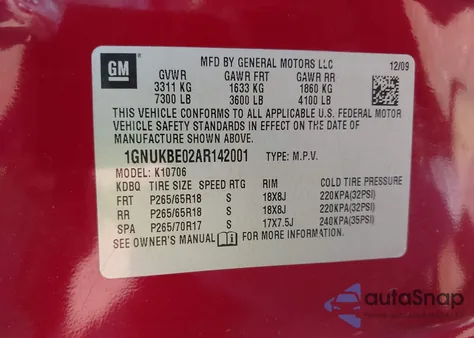 GM
MFD BY GENERAL MOTORS LLC
12/09
GVWR GAWR FRT GAWR RR
3311 KG 1633 KG 1860 KG
7300 LB 3600 LB 4100 LB
THIS VEHICLE CONFORMS TO ALL APPLICABLE U.S. FEDERAL MOTOR
VEHICLE SAFETY STANDARDS IN EFFECT ON THE DATE OF
MANUFACTURE SHOWN ABOVE.
1GNUKBE02AR142001 TYPE: M.P.V.
MODEL: K10706
KDBQ TIRE SIZE SPEED RTG RIM COLD TIRE PRESSURE
FRT P265/65R18 S 18X8J 220KPA(32PSI)
RR P265/65R18 S 18X8J 220KPA(32PSI)
SPA P265/70R17 S 17X7.5J 240KPA(35PSI)
SEE OWNER'S MANUAL FOR MORE INFORMATION
autoSnap